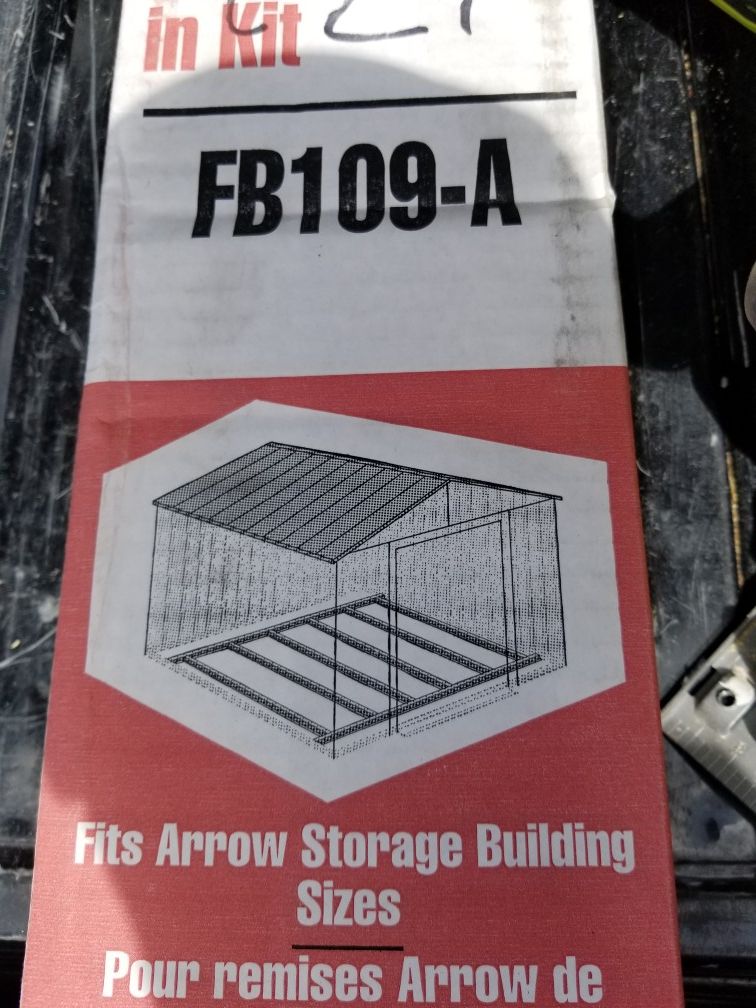 in Kit
FB109-A
Fits Arrow Storage Building
Sizes
Pour remises Arrow de